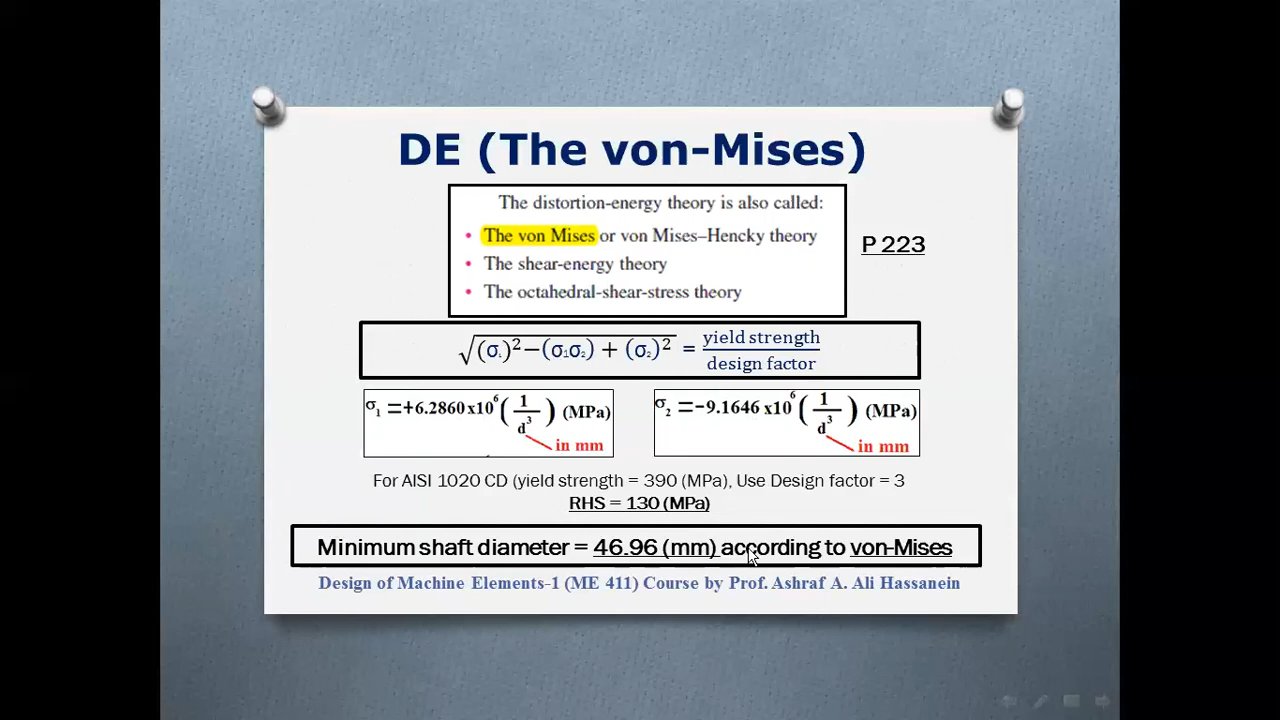 DE (The von-Mises)
The distortion-energy theory is also called:
• The von Mises or von Mises–Hencky theory
• The shear-energy theory
• The octahedral-shear-stress theory
P 223
√(σ₁)²−(σ₁σ₂) + (σ₂)² = yield strength / design factor
σ₁ =+6.2860x10⁶ (1/d³) (MPa)
in mm
σ₂ =−9.1646 x10⁶ (1/d³) (MPa)
in mm
For AISI 1020 CD (yield strength = 390 (MPa), Use Design factor = 3
RHS = 130 (MPa)
Minimum shaft diameter = 46.96 (mm) according to von-Mises
Design of Machine Elements-1 (ME 411) Course by Prof. Ashraf A. Ali Hassanein